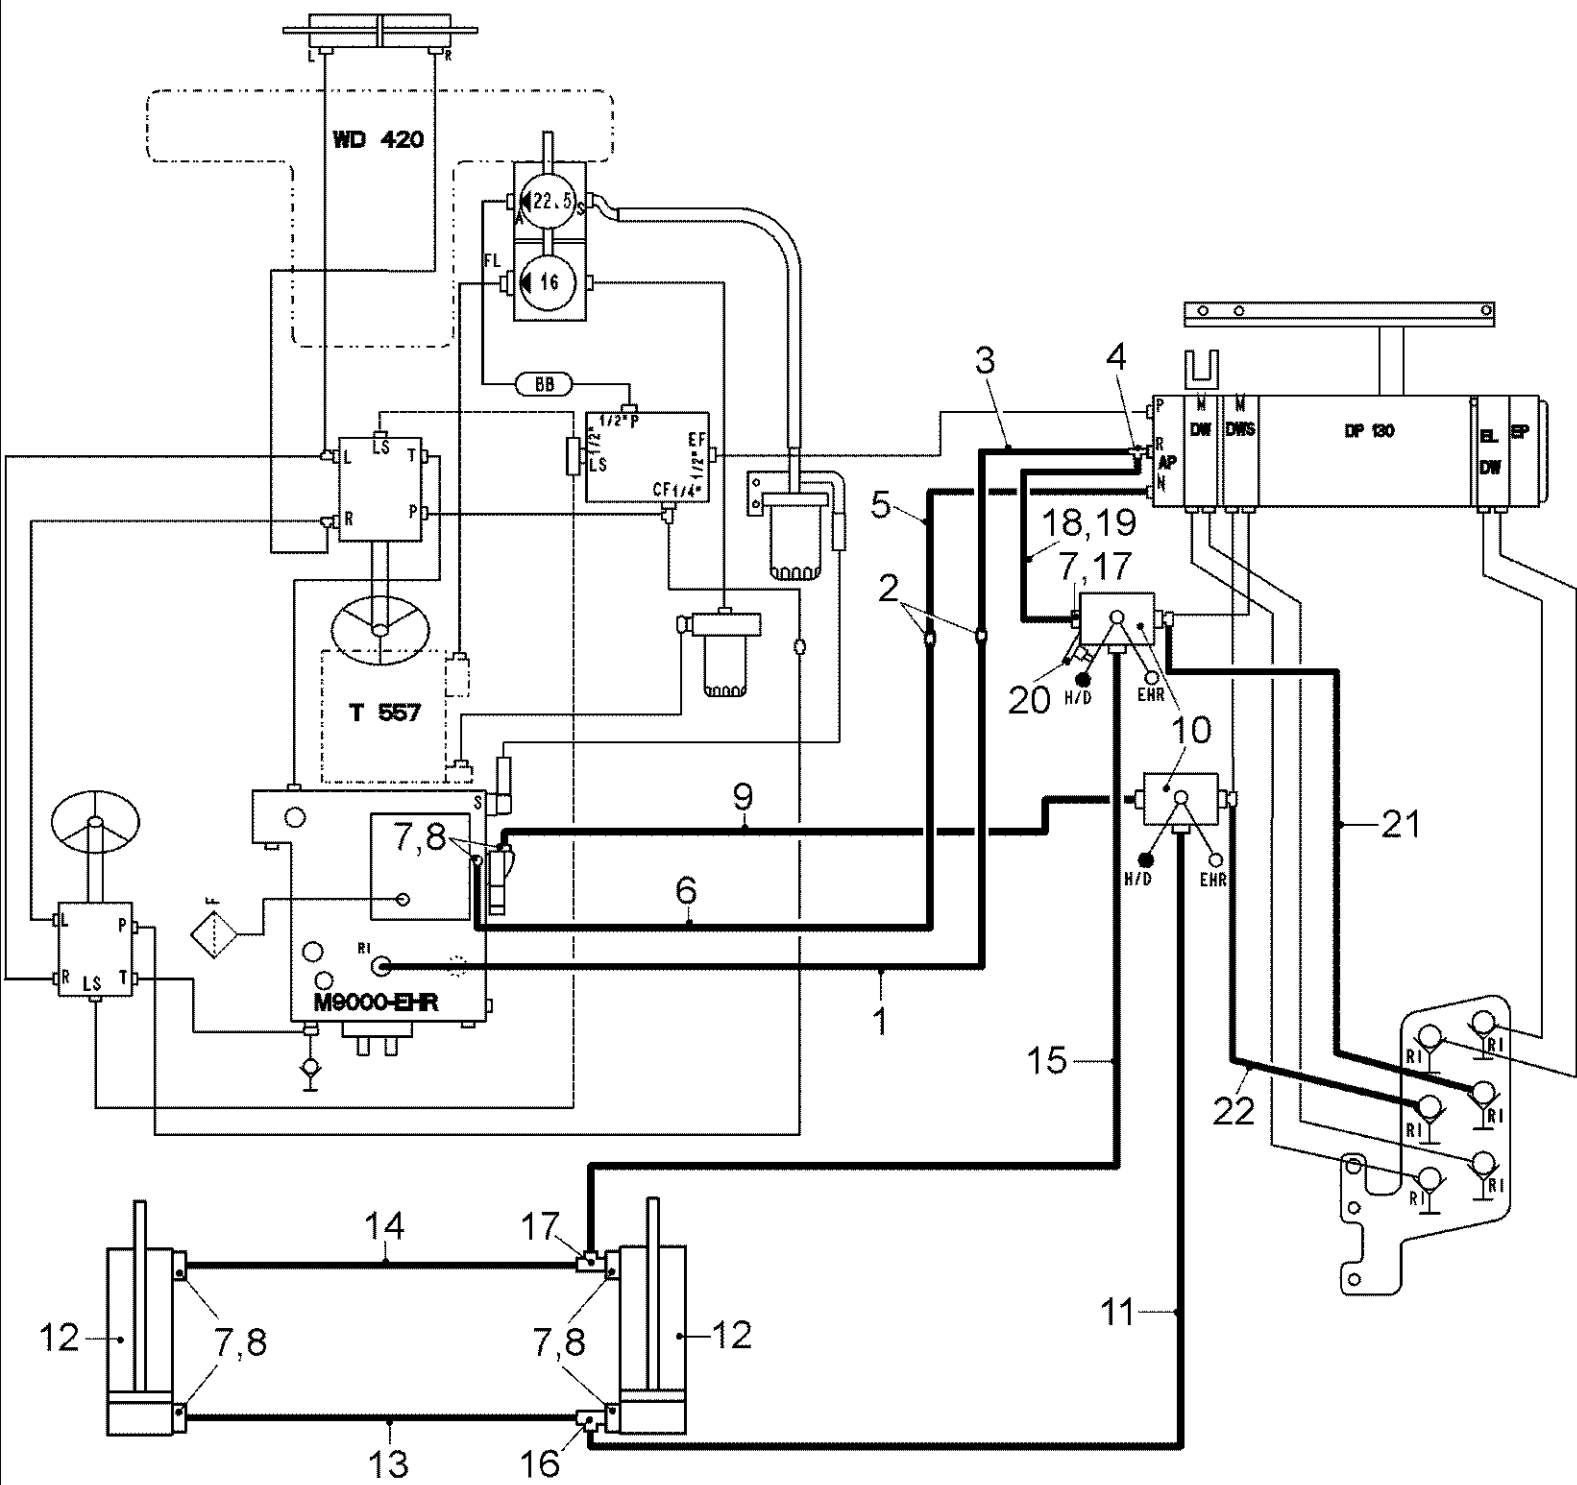 L
R
WD 420
22.5
A
S
FL
16
BB
1/2" P
1/2"
LS
EF
1/2"
CF 1/4"
LS
L
T
R
P
T 557
S
3
4
P
R
AP
N
M
DW
M
DWS
DP 130
EL
DW
EP
5
18,19
7,17
2
20
H/D
EHR
10
H/D
EHR
9
21
7,8
6
FF
RI
M9000-EHR
L
P
R
T
LS
1
15
22
RI
RI
RI
RI
RI
RI
14
17
12
7,8
7,8
12
11
13
16